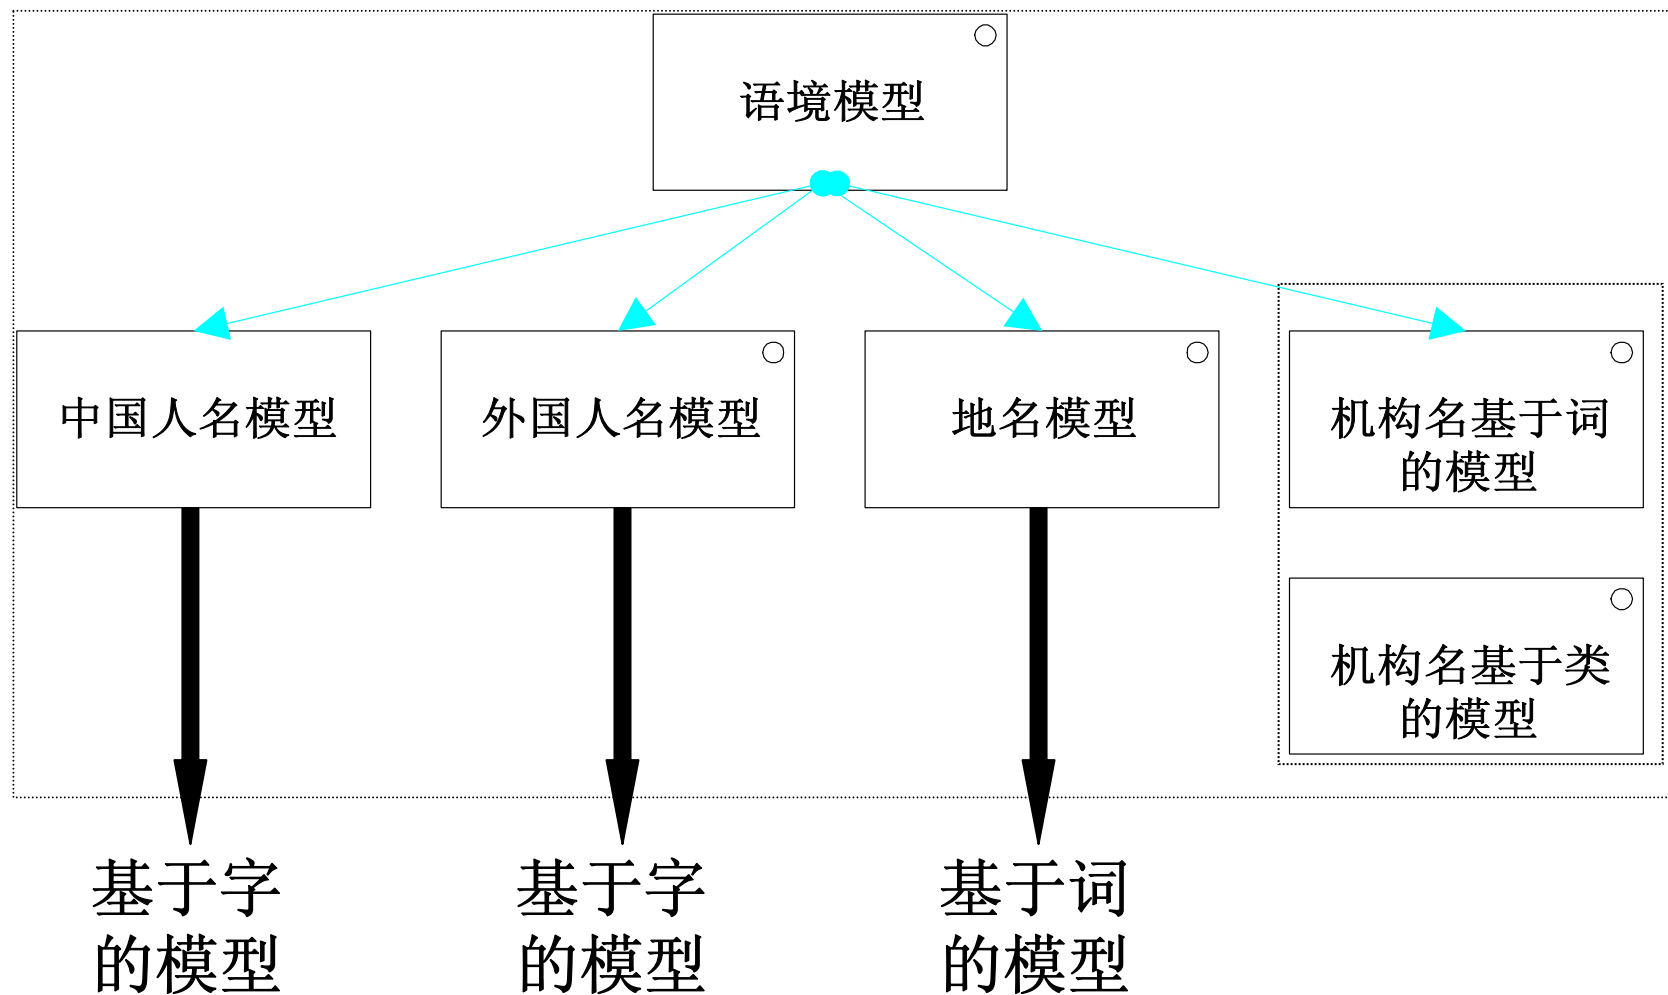 语境模型
中国人名模型
外国人名模型
地名模型
机构名基于词
的模型
机构名基于类
的模型
基于字
的模型
基于字
的模型
基于词
的模型